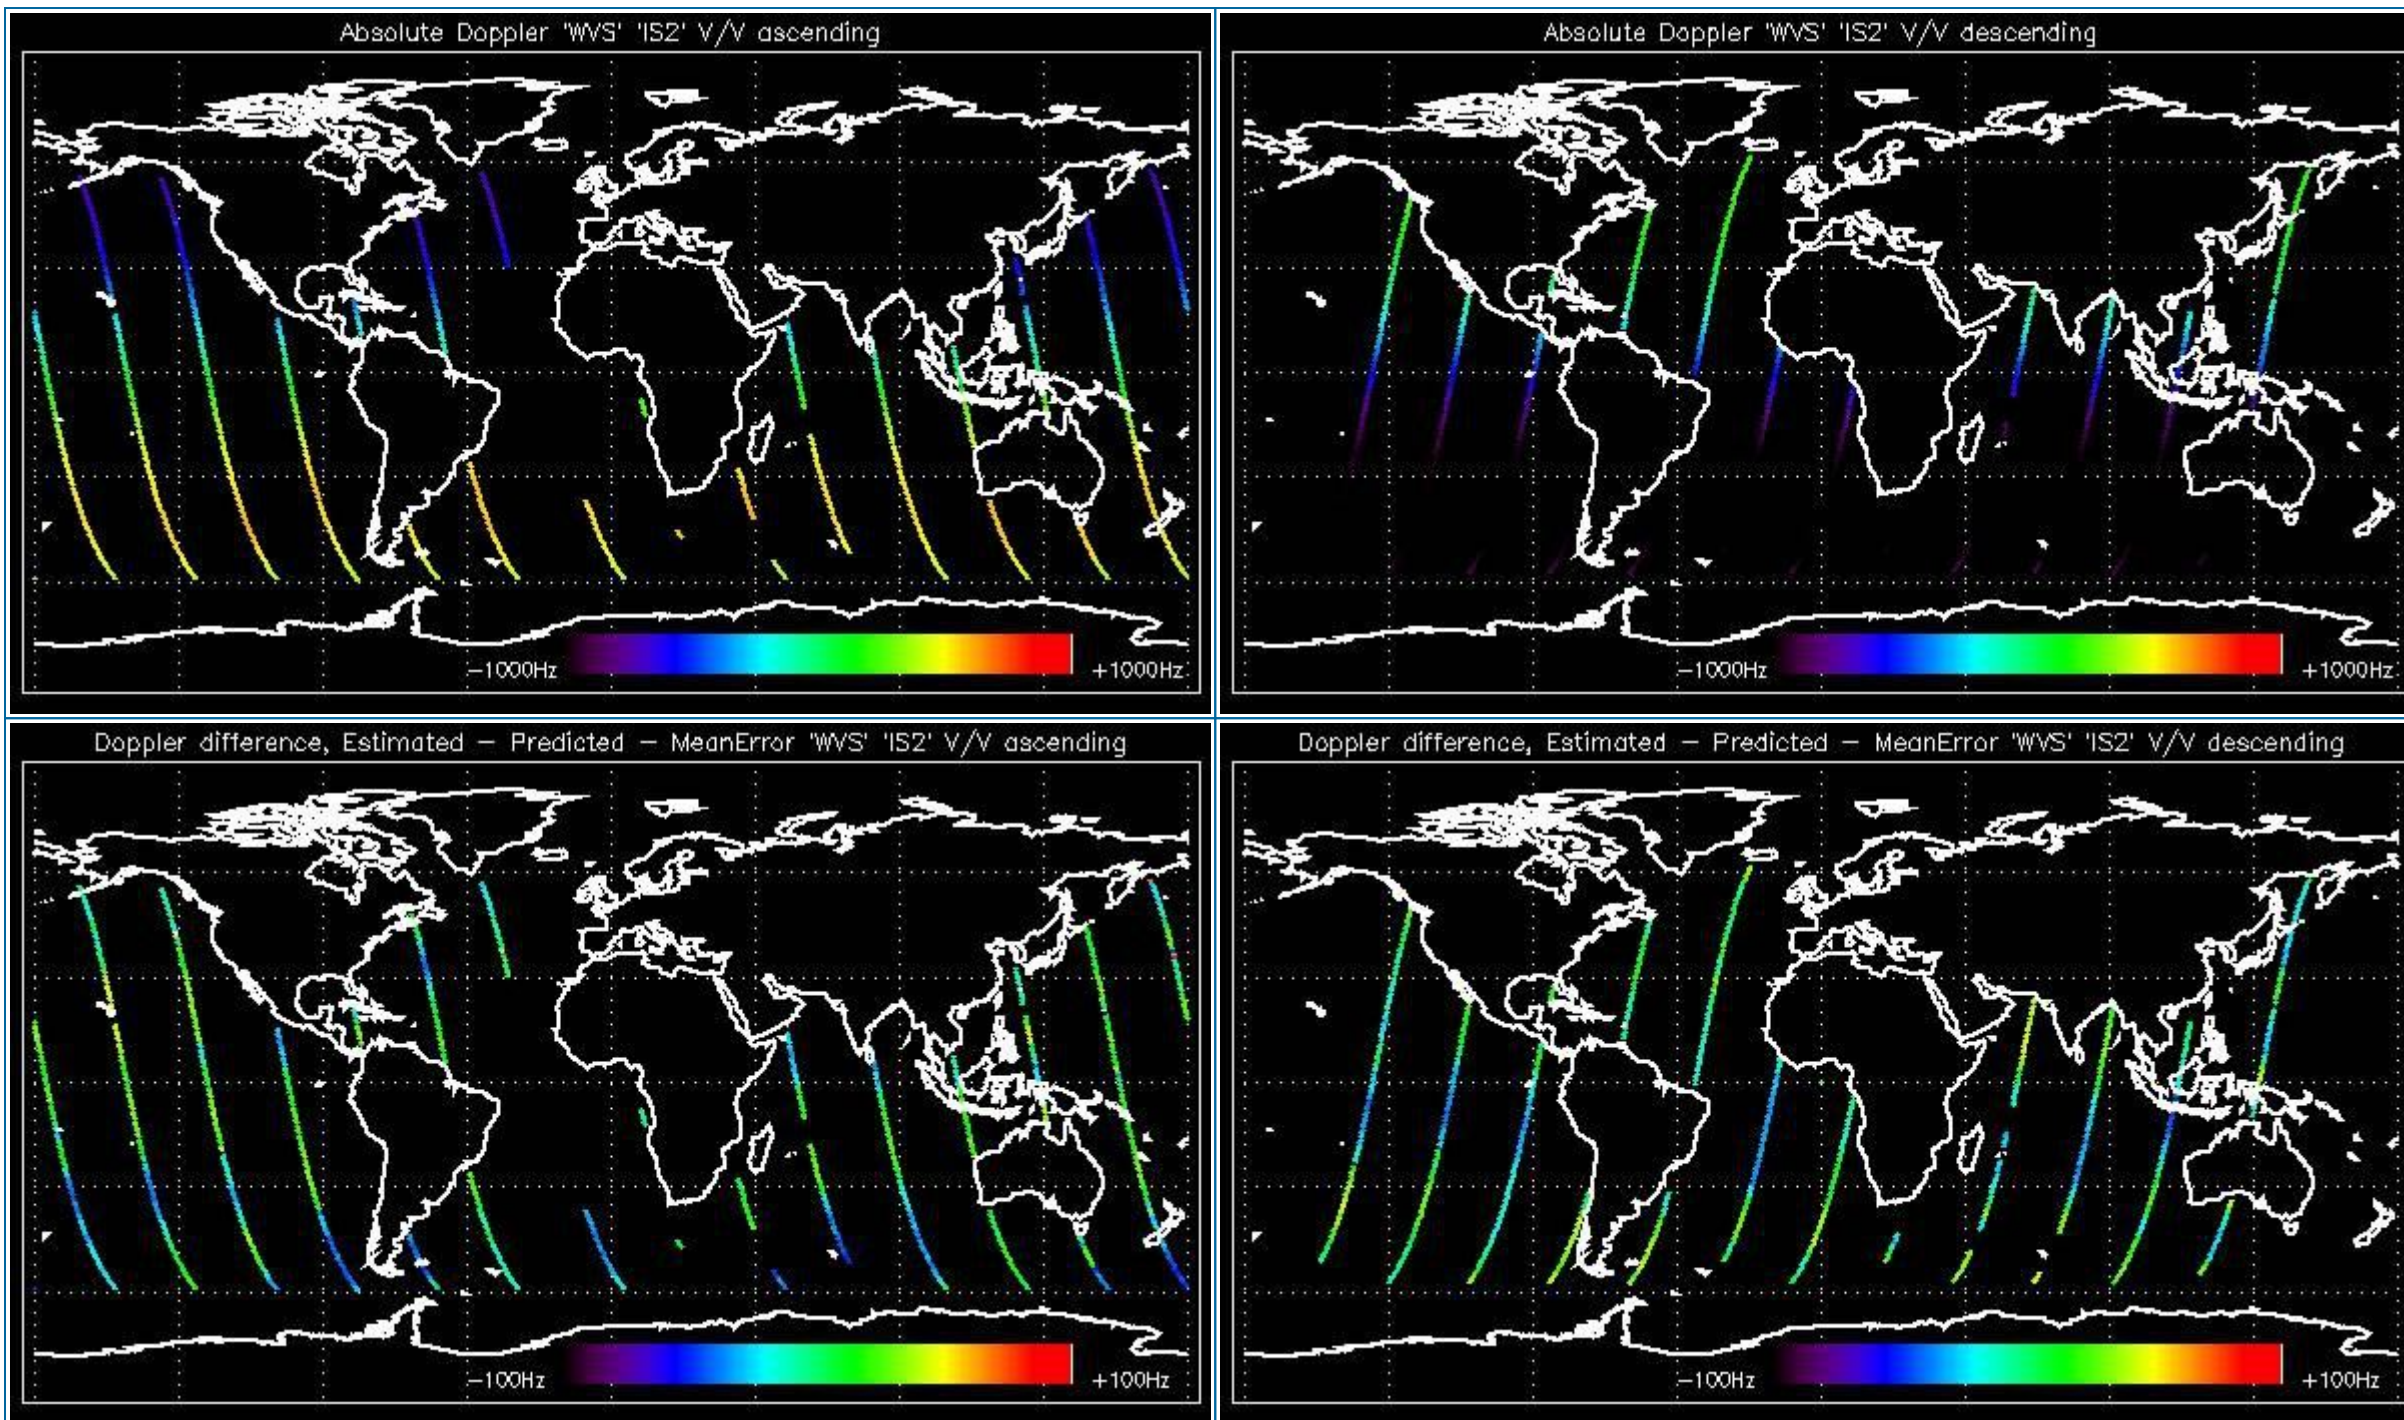 Absolute Doppler 'WVS' 'IS2' V/V ascending
-1000Hz
+1000Hz
Absolute Doppler 'WVS' 'IS2' V/V descending
-1000Hz
+1000Hz
Doppler difference, Estimated - Predicted - MeanError 'WVS' 'IS2' V/V ascending
-100Hz
+100Hz
Doppler difference, Estimated - Predicted - MeanError 'WVS' 'IS2' V/V descending
-100Hz
+100Hz